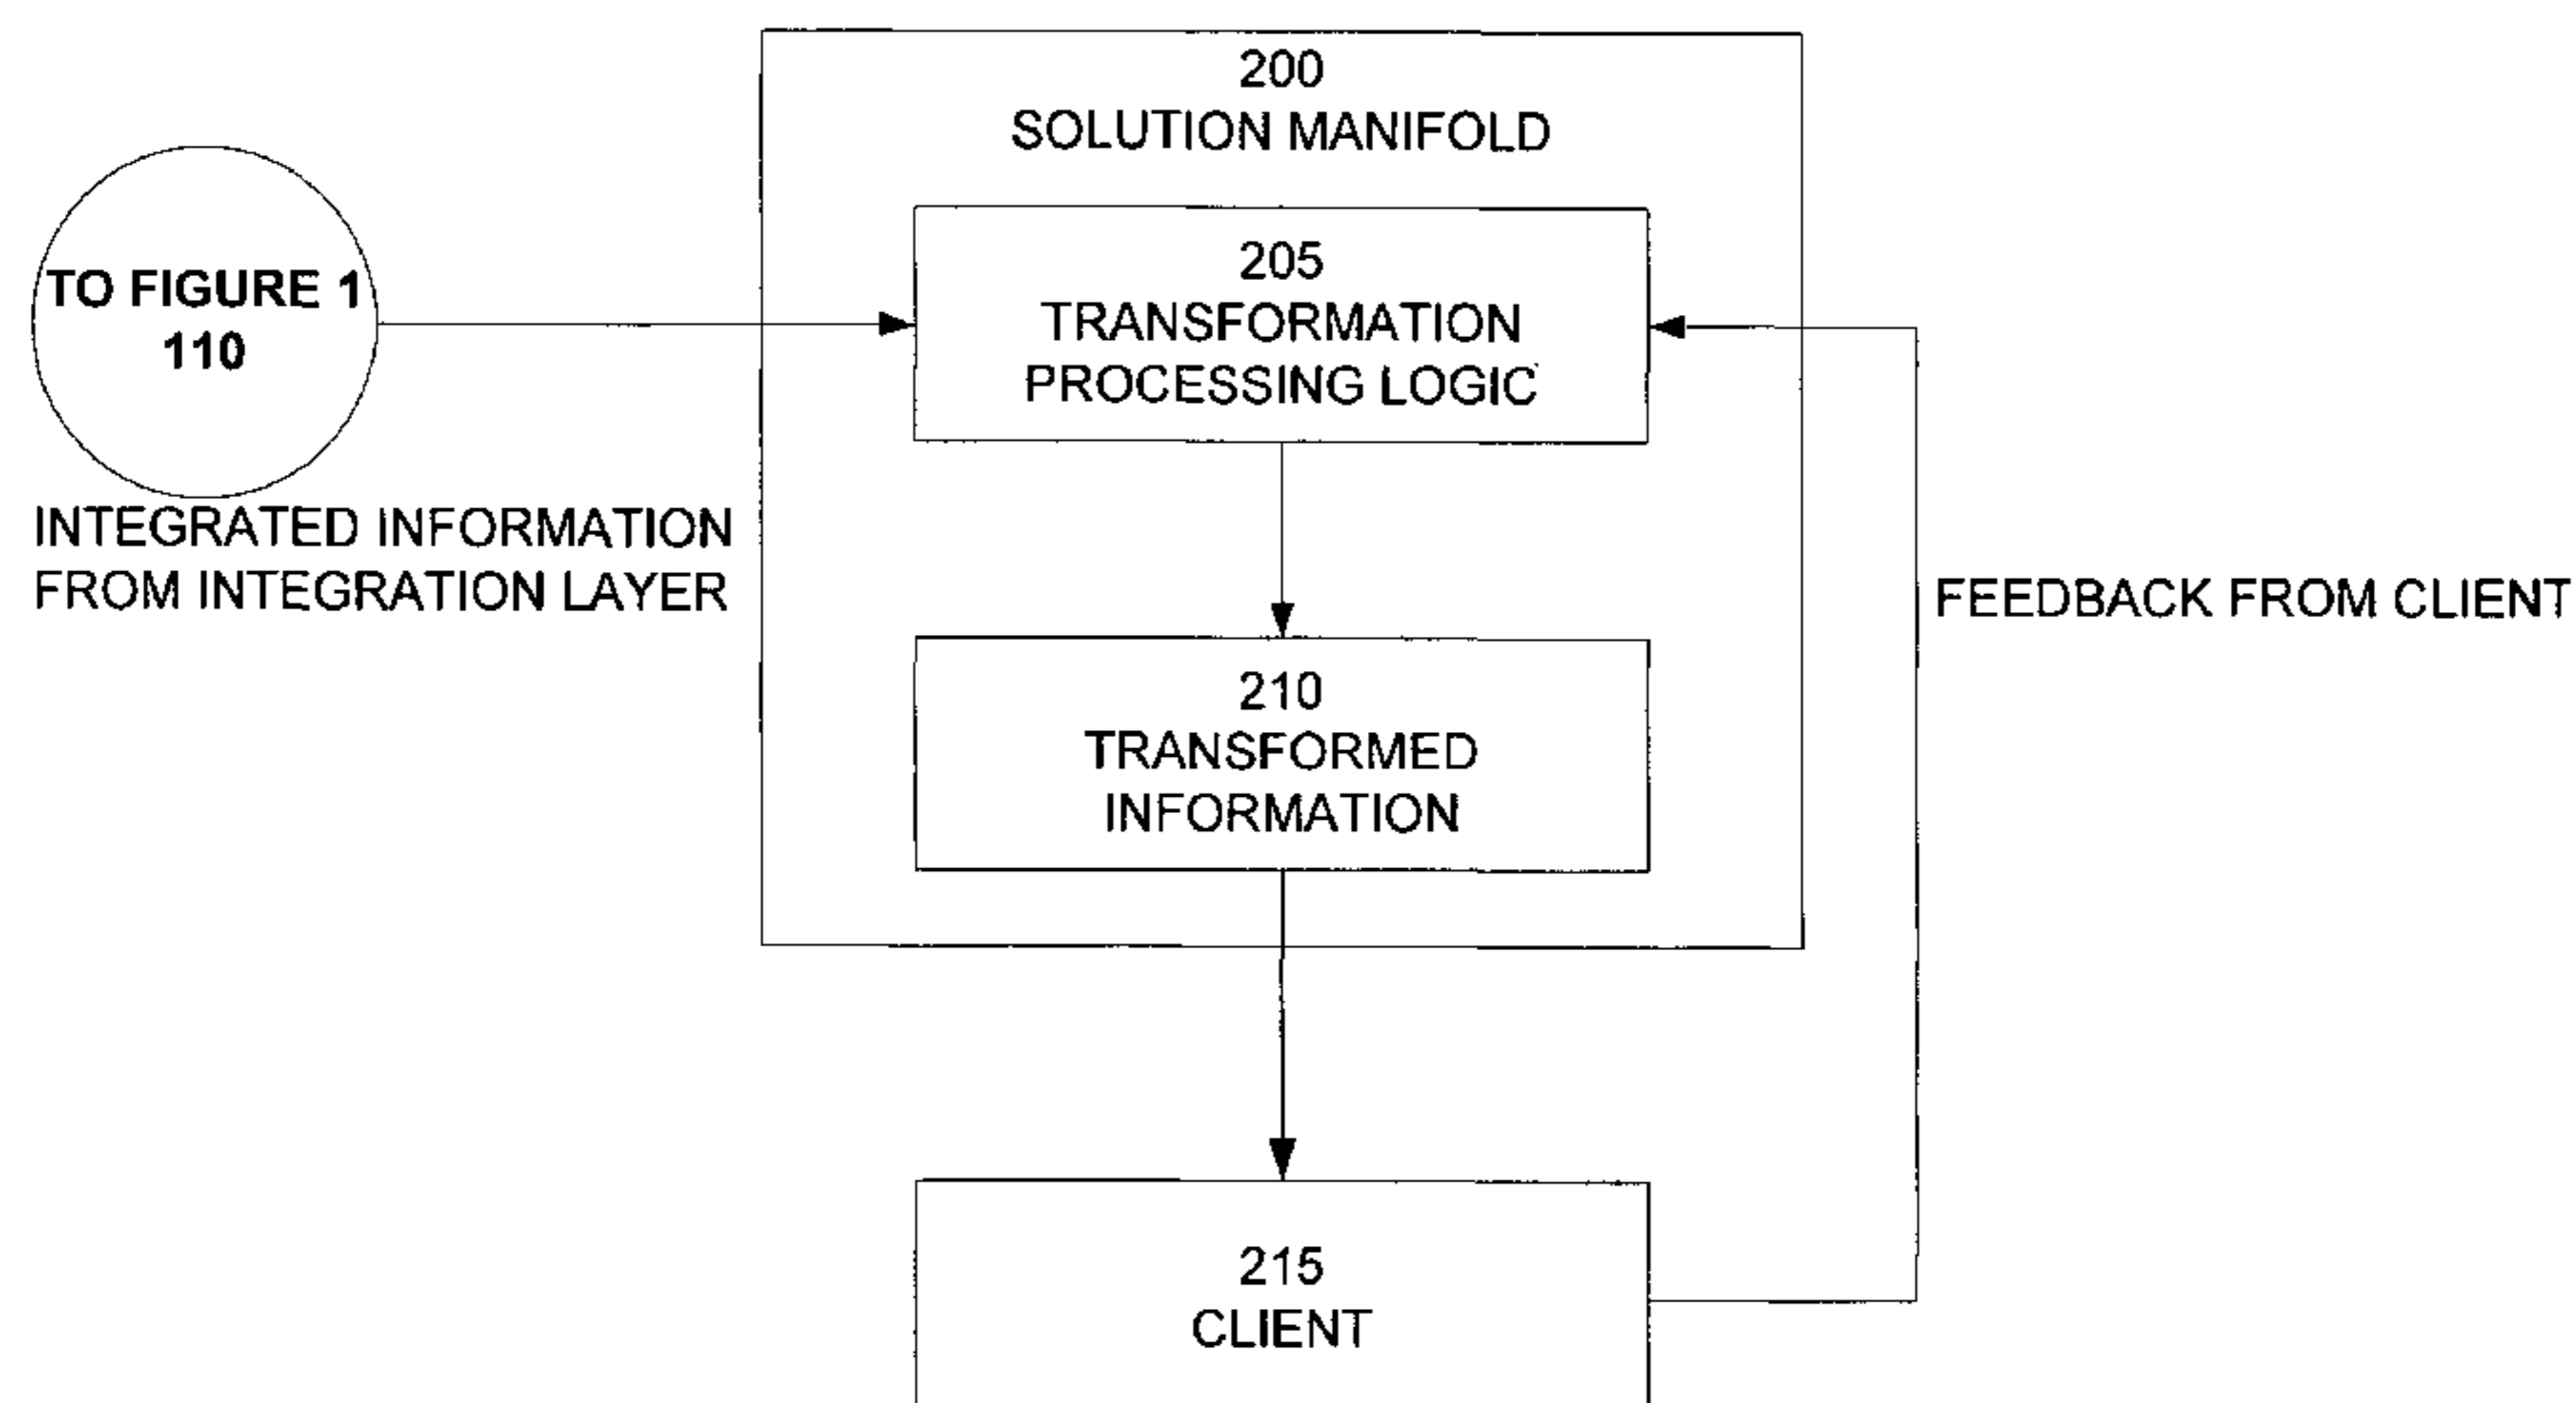 200
SOLUTION MANIFOLD
TO FIGURE 1
110
INTEGRATED INFORMATION
FROM INTEGRATION LAYER
205
TRANSFORMATION
PROCESSING LOGIC
210
TRANSFORMED
INFORMATION
FEEDBACK FROM CLIENT
215
CLIENT